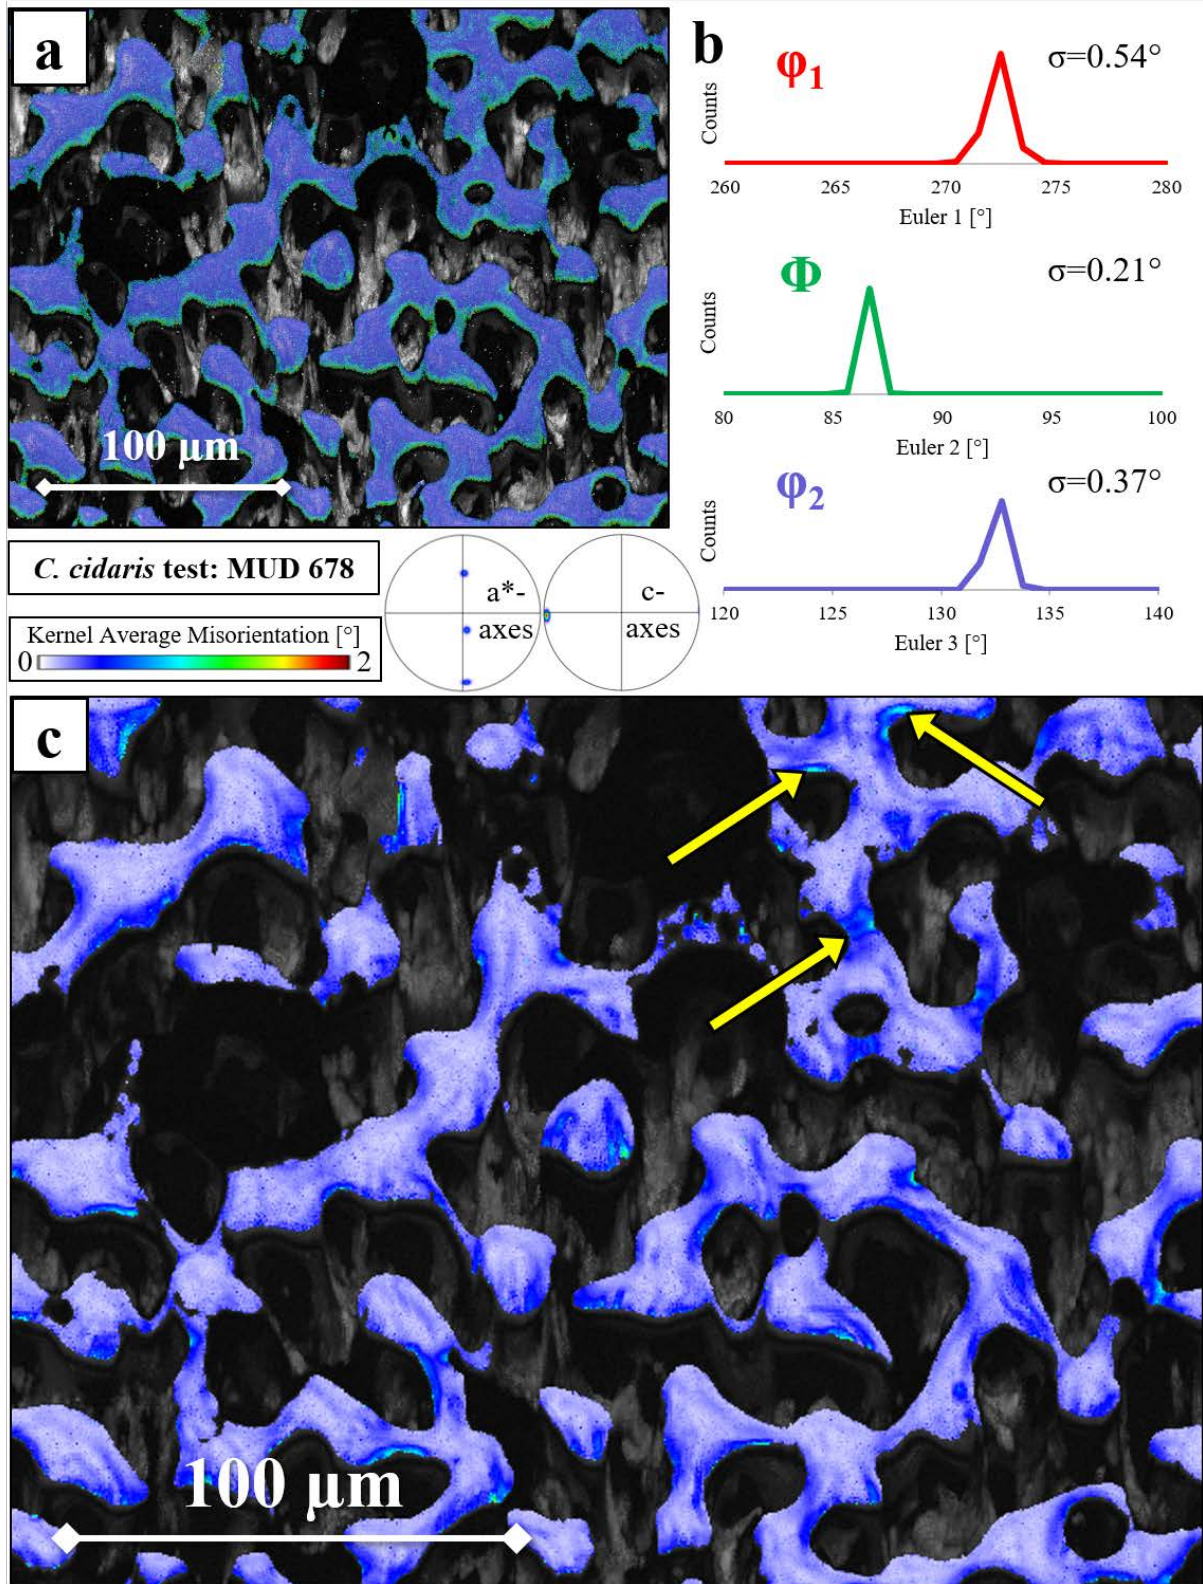 a
100 µm
b
φ1
σ=0.54°
Counts
260 265 270 275 280
Euler 1 [°]
Φ
σ=0.21°
Counts
80 85 90 95 100
Euler 2 [°]
φ2
σ=0.37°
Counts
120 125 130 135 140
Euler 3 [°]
C. cidaris test: MUD 678
Kernel Average Misorientation [°]
0 2
a*-
axes
c-
axes
c
100 µm